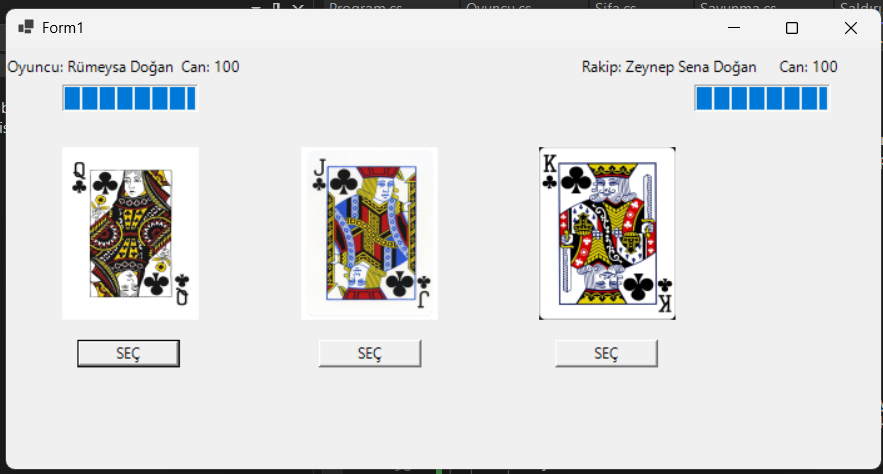 Program.cs Oyuncu.cs Sifa.cs Savunma.cs
Form1
Oyuncu: Rümeysa Doğan Can: 100 Rakip: Zeynep Sena Doğan Can: 100
Q J K
Q J K
SEÇ SEÇ SEÇ